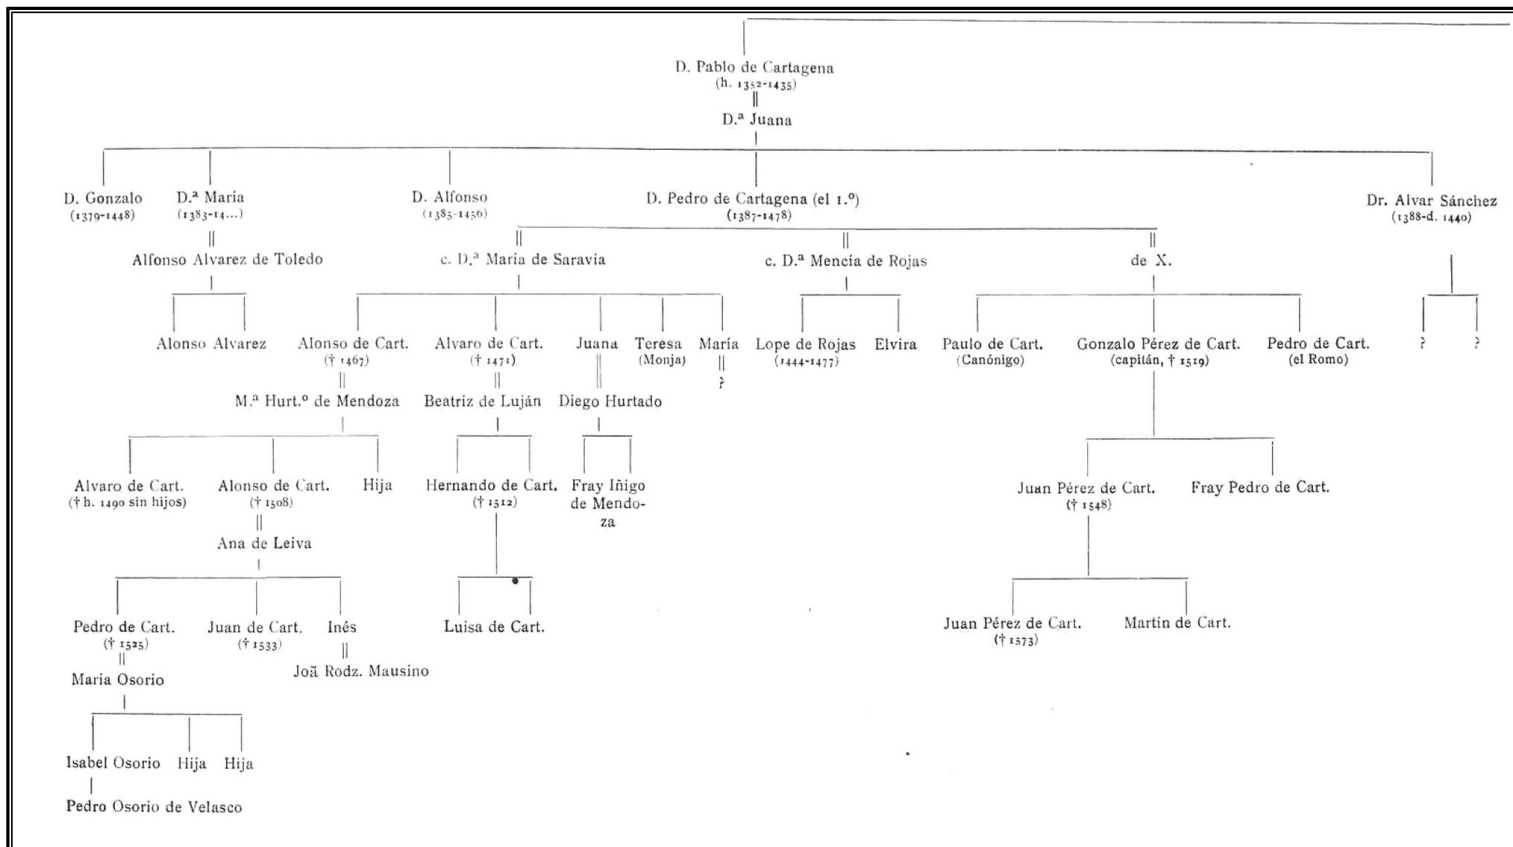 D. Pablo de Cartagena
(h. 1352-1435)
D.ª Juana
D. Gonzalo
(1379-1448)
D.ª María
(1383-14...)
D. Alfonso
(1385-1456)
D. Pedro de Cartagena (el 1.º)
(1387-1478)
Dr. Alvar Sánchez
(1388-d. 1440)
Alfonso Alvarez de Toledo
c. D.ª María de Saravia
c. D.ª Mencía de Rojas
de X.
Alonso Alvarez
Alonso de Cart.
(† 1467)
Alvaro de Cart.
(† 1471)
Juana
Teresa
(Monja)
María
?
Lope de Rojas
(1444-1477)
Elvira
Paulo de Cart.
(Canónigo)
Gonzalo Pérez de Cart.
(capitán, † 1519)
Pedro de Cart.
(el Romo)
?
?
M.ª Hurt.º de Mendoza
Beatriz de Luján
Diego Hurtado
Alvaro de Cart.
(† h. 1490 sin hijos)
Alonso de Cart.
(† 1508)
Hija
Hernando de Cart.
(† 1512)
Fray Iñigo
de Mendo-
za
Juan Pérez de Cart.
(† 1548)
Fray Pedro de Cart.
Ana de Leiva
Pedro de Cart.
(† 1525)
Juan de Cart.
(† 1533)
Inés
Luisa de Cart.
Juan Pérez de Cart.
(† 1573)
Martin de Cart.
María Osorio
Joã Rodz. Mausino
Isabel Osorio
Hija
Hija
Pedro Osorio de Velasco